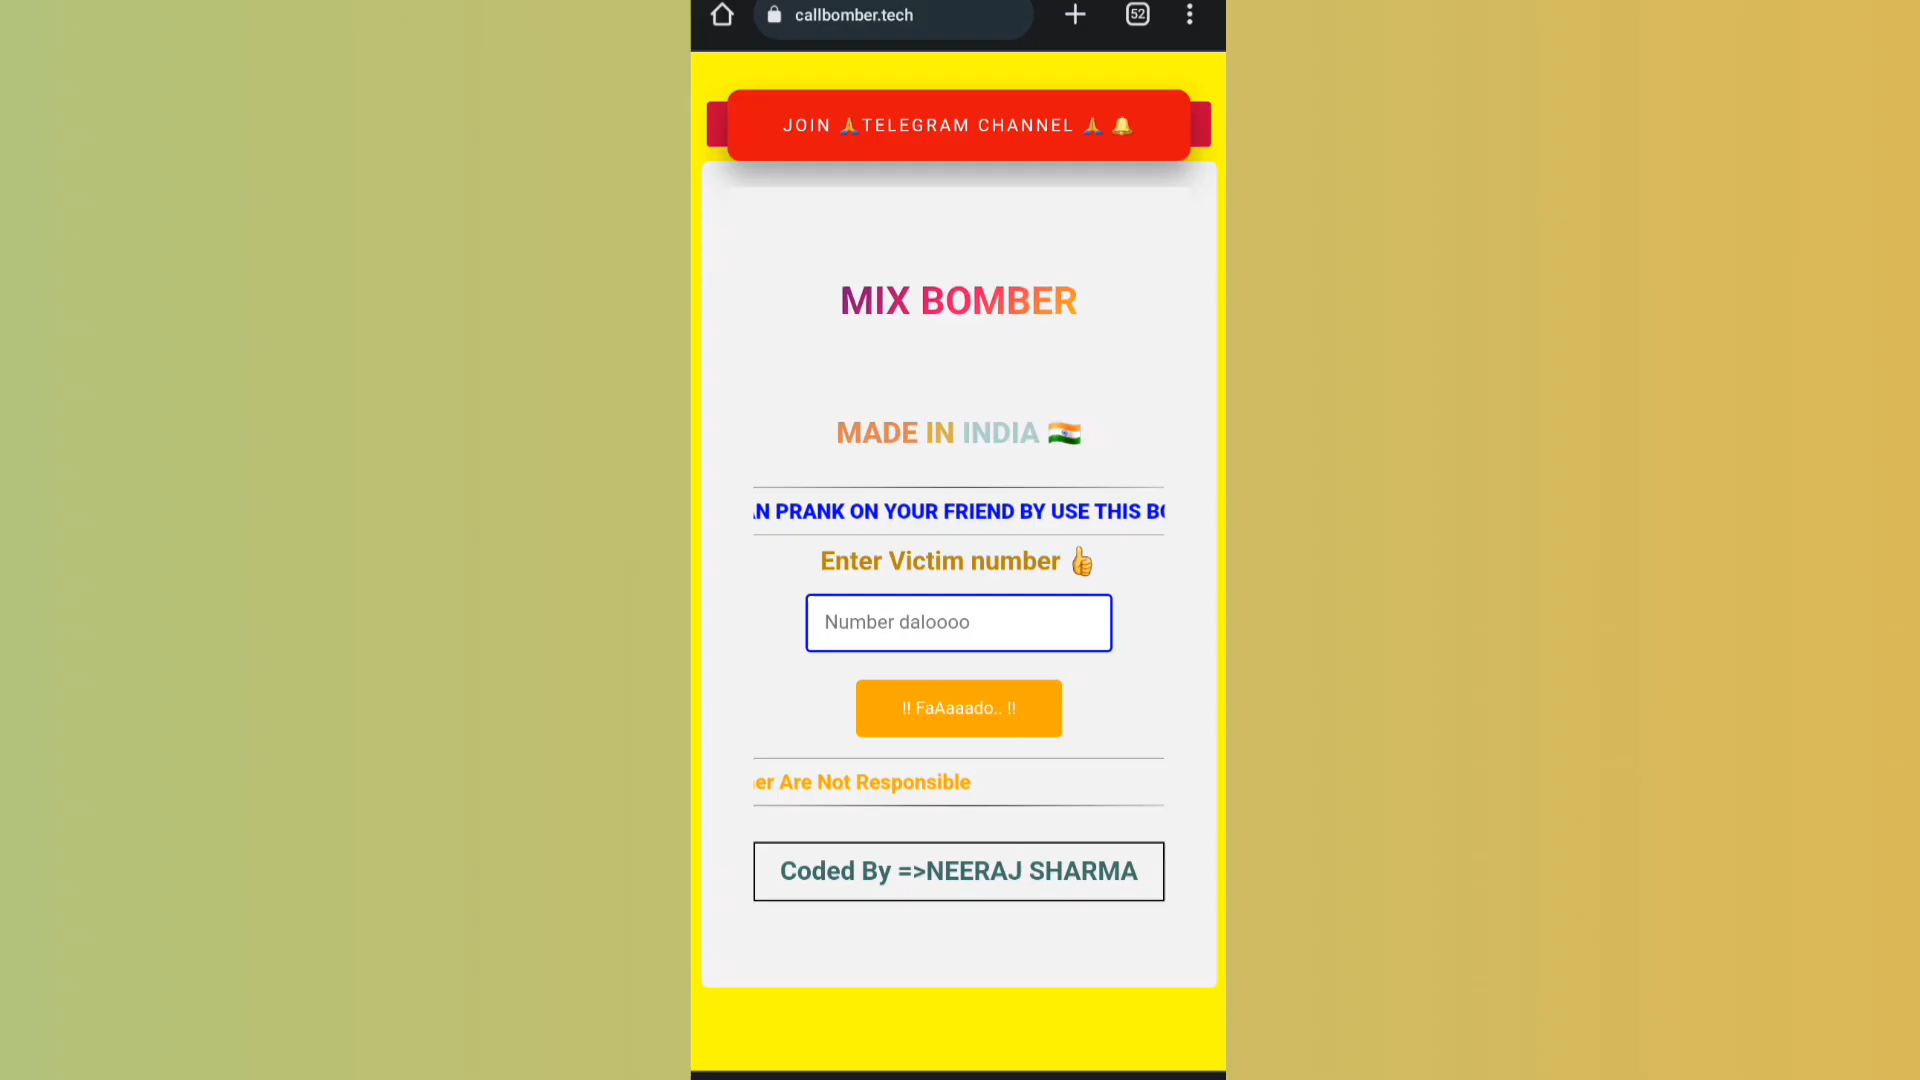 callbomber.tech
52
JOIN 🙏TELEGRAM CHANNEL 🙏 🔔
MIX BOMBER
MADE IN INDIA 🇮🇳
PRANK ON YOUR FRIEND BY USE THIS
Enter Victim number 👍
Number daloooo
!! FaAaaado.. !!
Are Not Responsible
Coded By =>NEERAJ SHARMA